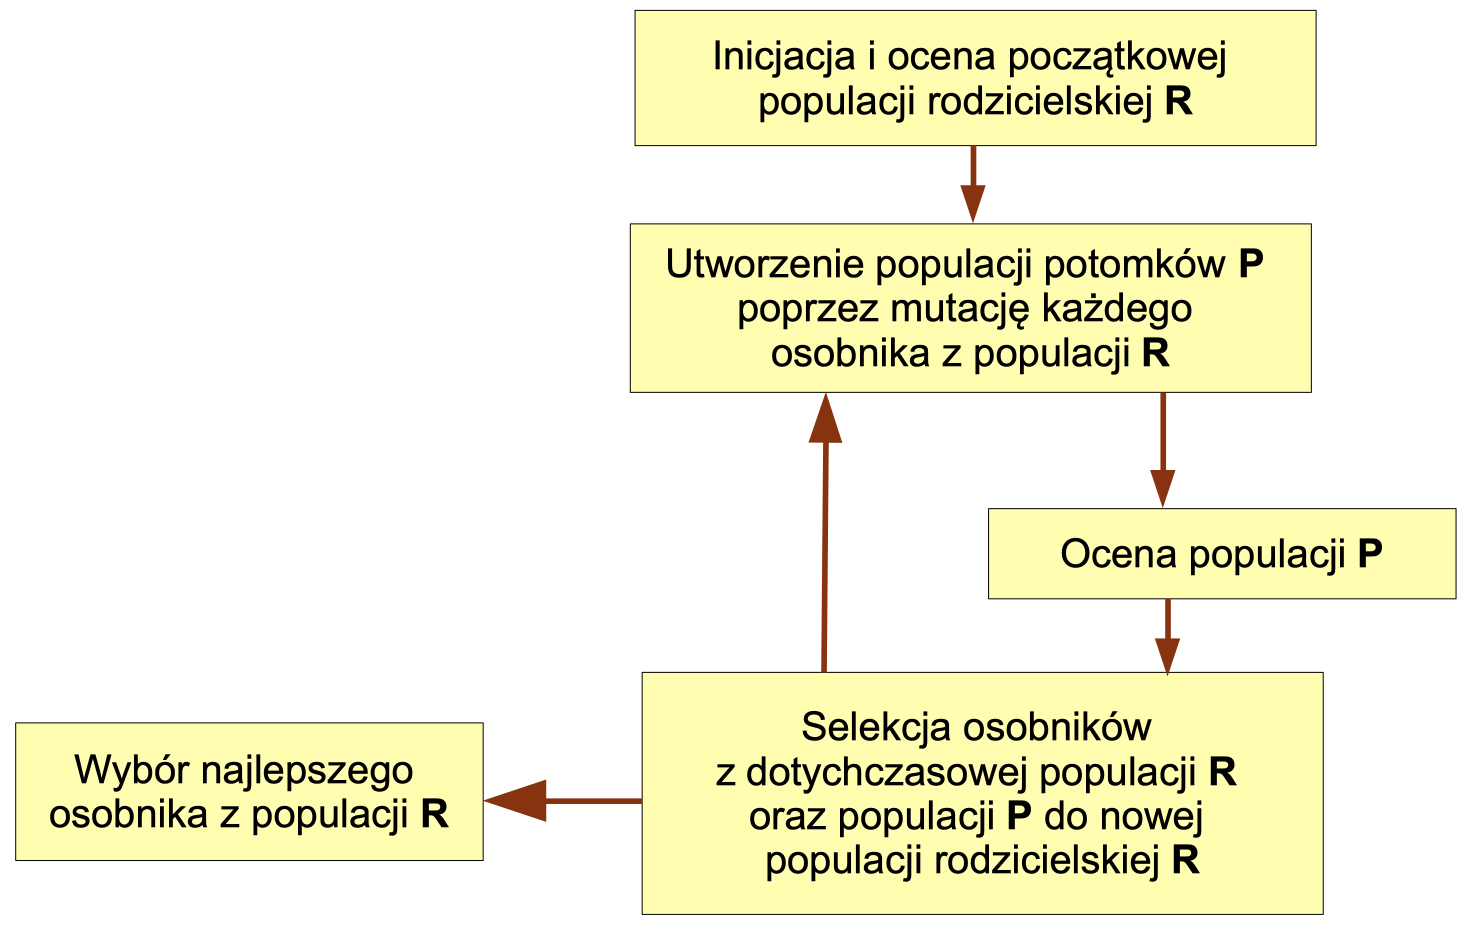 Inicjacja i ocena początkowej
populacji rodzicielskiej R
Utworzenie populacji potomków P
poprzez mutację każdego
osobnika z populacji R
Ocena populacji P
Selekcja osobników
z dotychczasowej populacji R
oraz populacji P do nowej
populacji rodzicielskiej R
Wybór najlepszego
osobnika z populacji R